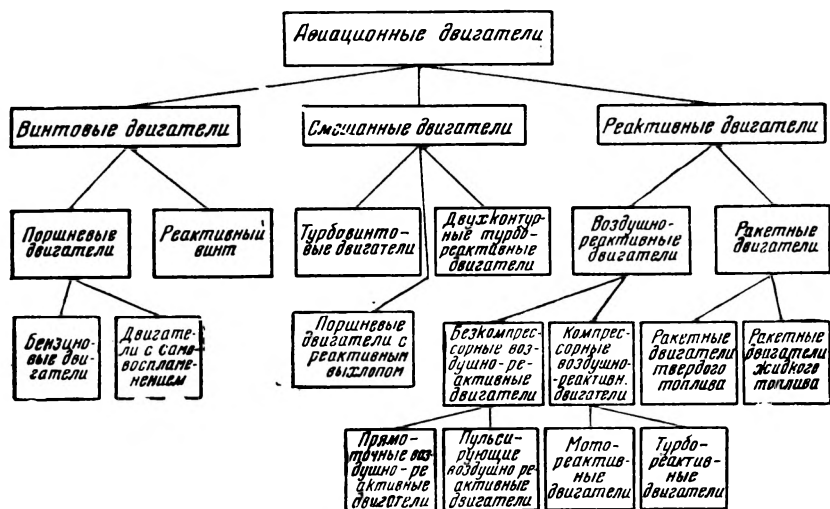 Авиационные двигатели
Винтовые двигатели
Смешанные двигатели
Реактивные двигатели
Поршневые
двигатели
Реактивный
винт
Турбовинто-
вые двигатели
Двухконтур-
ные турбо-
реактивные
двигатели
Воздушно-
реактивные
двигатели
Ракетные
двигатели
Бензино-
вые дви-
гатели
Двигате-
ли с само-
воспламе-
нением
Поршневые
двигатели с
реактивным
выхлопом
Безкомпрес-
сорные воз-
душно-ре-
активные
двигатели
Компрес-
сорные
воздушно-
реактивн.
двигатели
Ракетные
двигатели
твердого
топлива
Ракетные
двигатели
жидкого
топлива
Прямо-
точные воз-
душно-ре
активные
двигатели
Пульси-
рующие
воздушно ре
активные
двигатели
Мото-
реактив-
ные
двигатели
Турбо-
реактив-
ные
двигатели